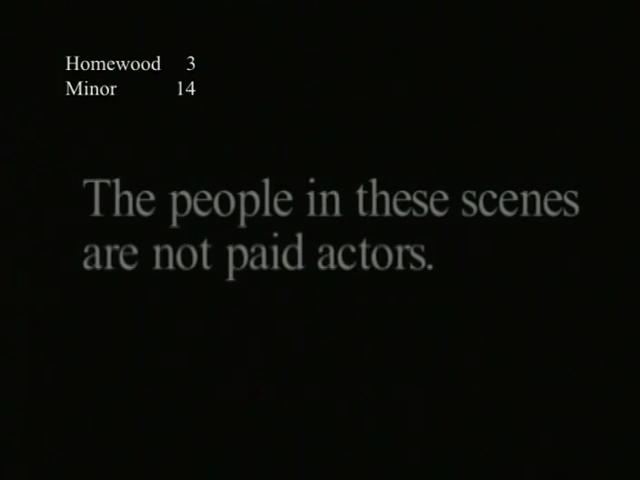 Homewood 3
Minor 14
The people in these scenes
are not paid actors.